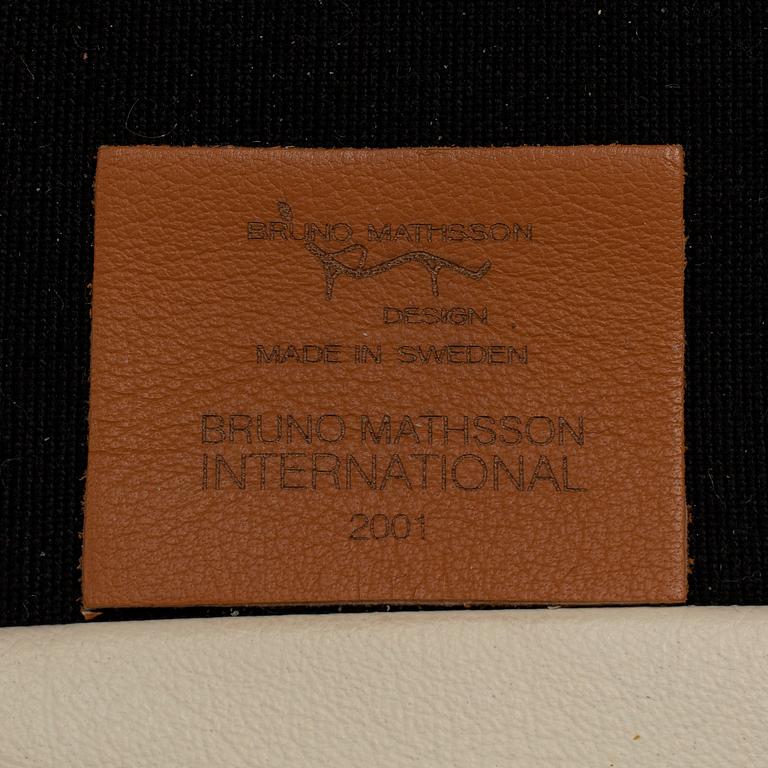 BRUNO MATHSSON
DESIGN
MADE IN SWEDEN
BRUNO MATHSSON
INTERNATIONAL
2001